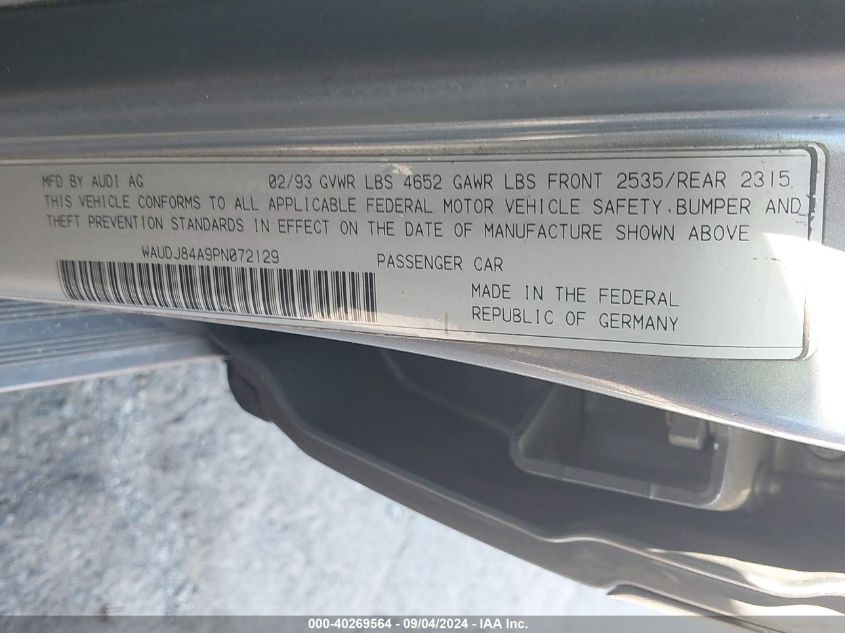 MFD BY AUDI AG 02/93 GVWR LBS 4652 GAWR LBS FRONT 2535/REAR 2315
THIS VEHICLE CONFORMS TO ALL APPLICABLE FEDERAL MOTOR VEHICLE SAFETY, BUMPER AND
THEFT PREVENTION STANDARDS IN EFFECT ON THE DATE OF MANUFACTURE SHOWN ABOVE
WAUDJ84A9PN072129 PASSENGER CAR
MADE IN THE FEDERAL
REPUBLIC OF GERMANY
000-40269564 - 09/04/2024 - IAA Inc.